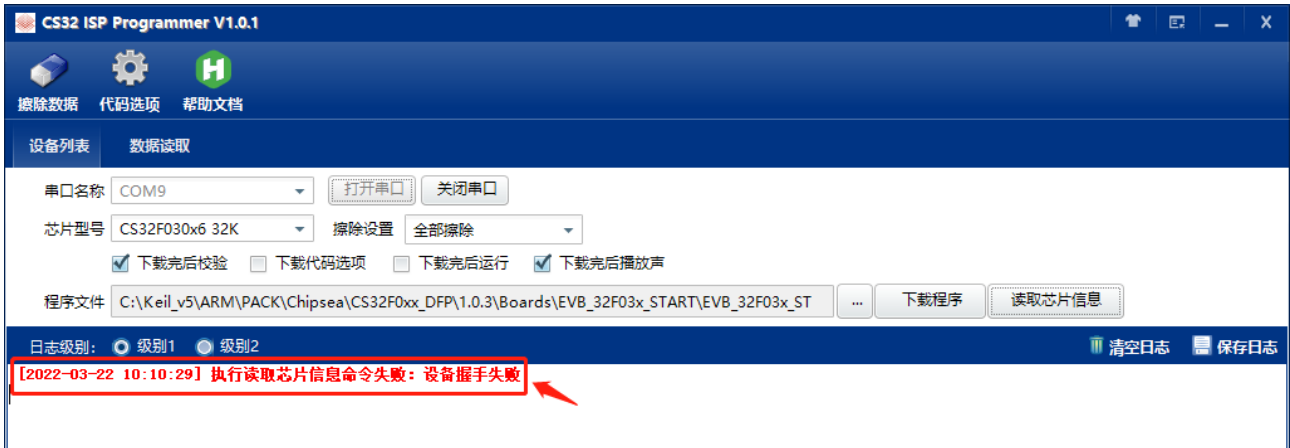 CS32 ISP Programmer V1.0.1
擦除数据 代码选项 帮助文档
设备列表 数据读取
串口名称 COM9 打开串口 关闭串口
芯片型号 CS32F030x6 32K 擦除设置 全部擦除
下载完后校验 下载代码选项 下载完后运行 下载完后播放声
程序文件 C:\Keil_v5\ARM\PACK\Chipsea\CS32F0xx_DFP\1.0.3\Boards\EVB_32F03x_START\EVB_32F03x_ST ... 下载程序 读取芯片信息
日志级别: 级别1 级别2 清空日志 保存日志
[2022-03-22 10:10:29] 执行读取芯片信息命令失败：设备握手失败